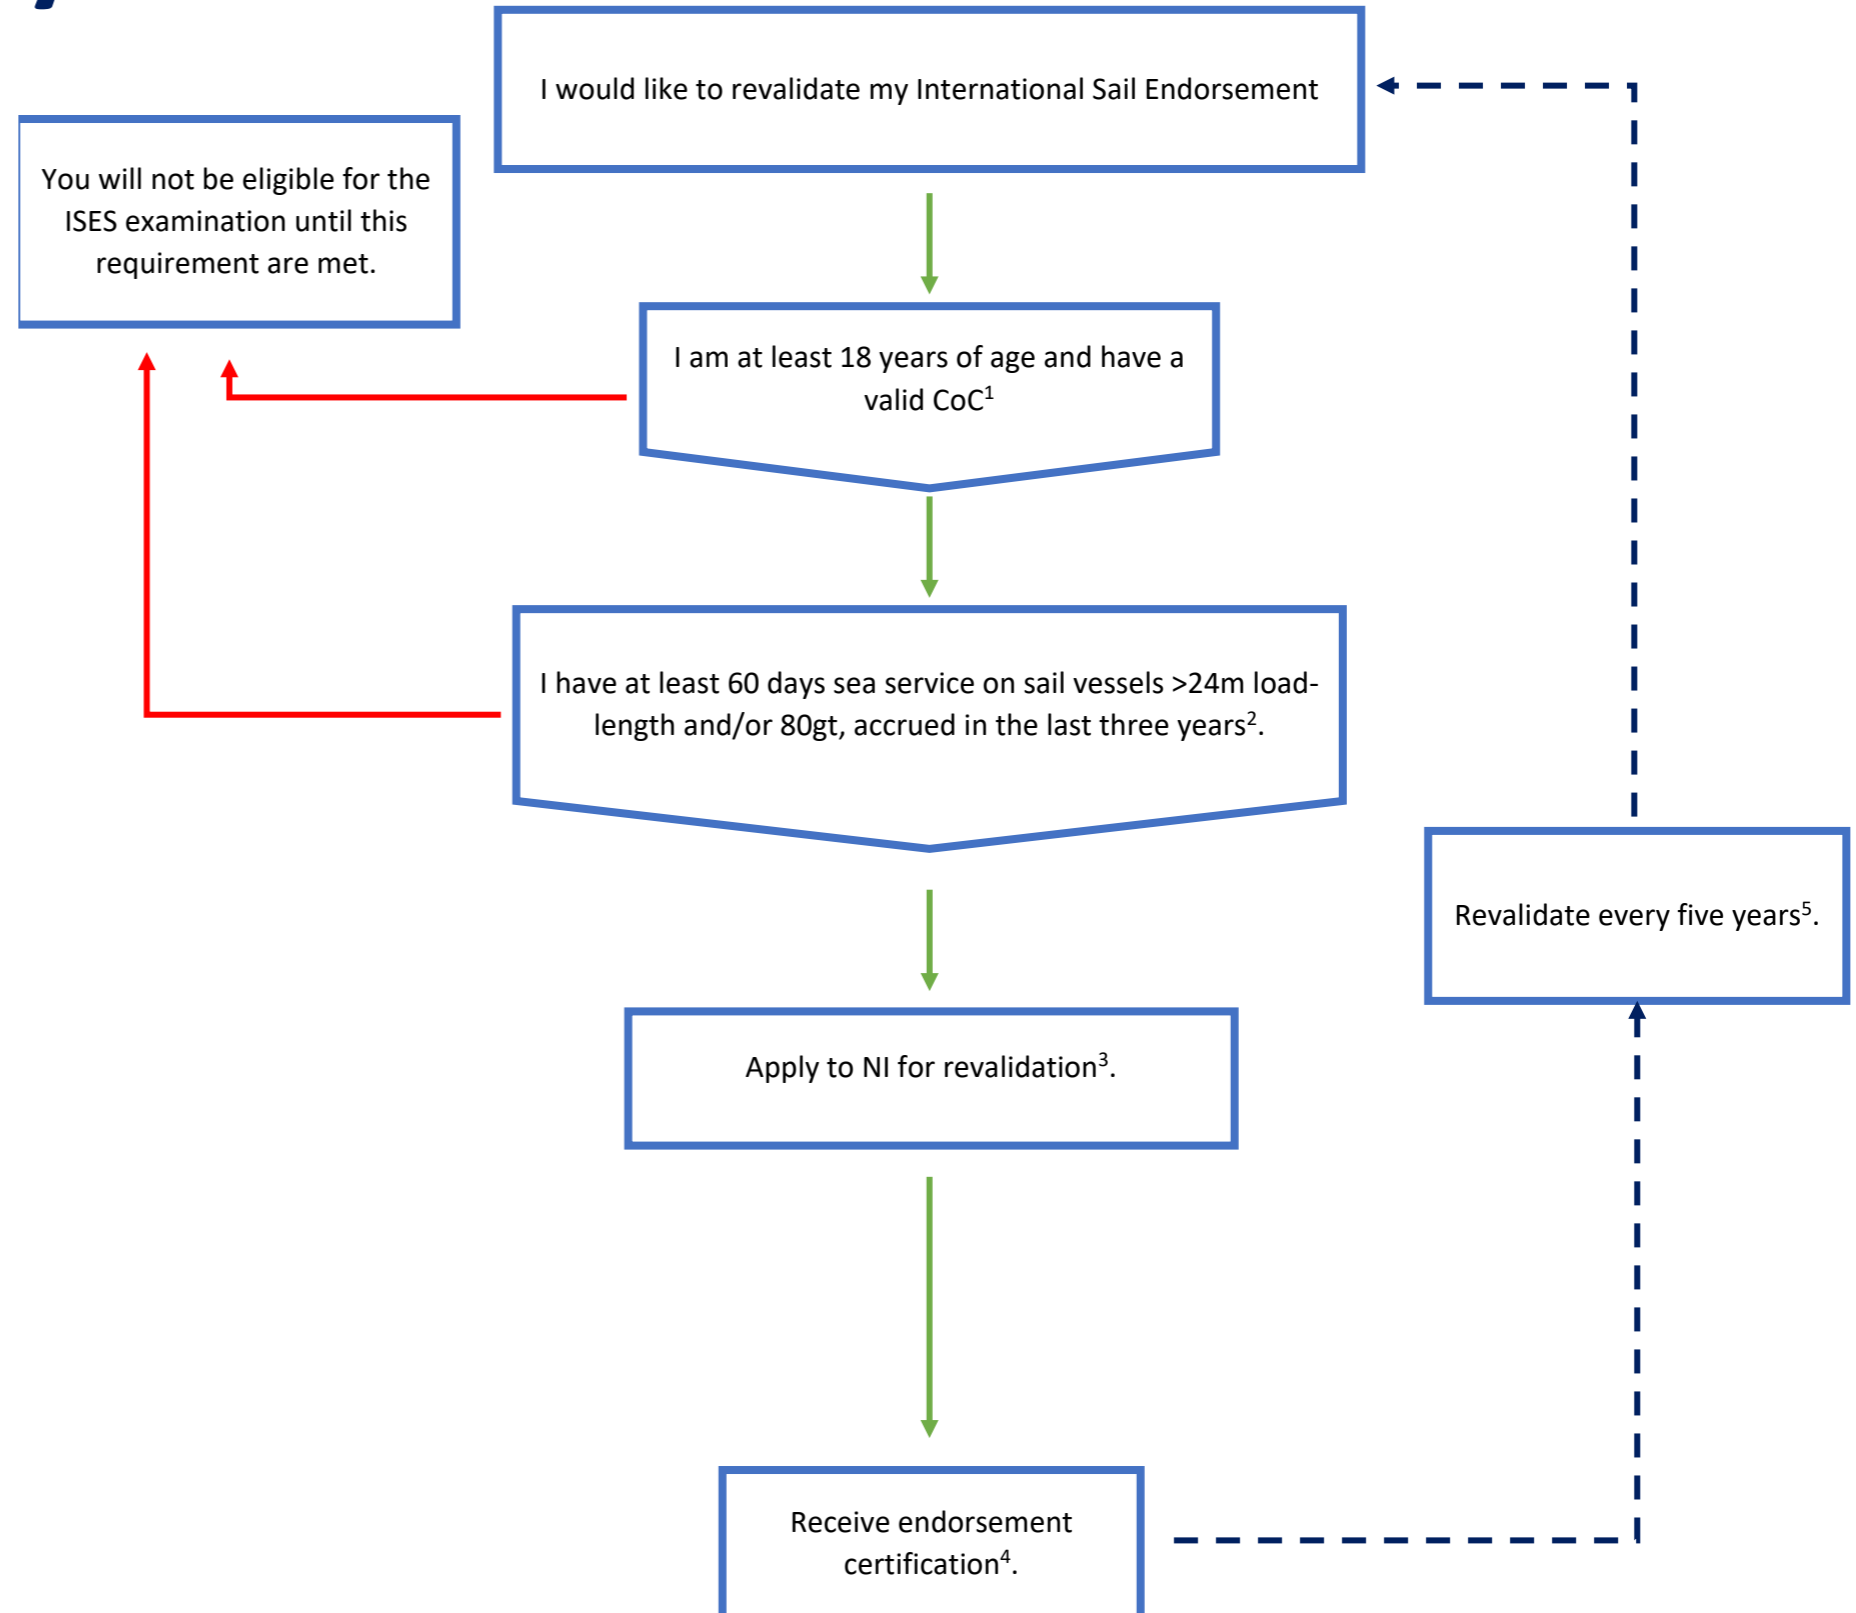 I would like to revalidate my International Sail Endorsement
You will not be eligible for the
ISES examination until this
requirement are met.
I am at least 18 years of age and have a
valid CoC¹
I have at least 60 days sea service on sail vessels >24m load-
length and/or 80gt, accrued in the last three years².
Revalidate every five years⁵.
Apply to NI for revalidation³.
Receive endorsement
certification⁴.